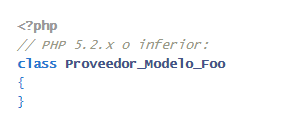 <?php
// PHP 5.2.x o inferior:
class Proveedor_Modelo_Foo
{
}